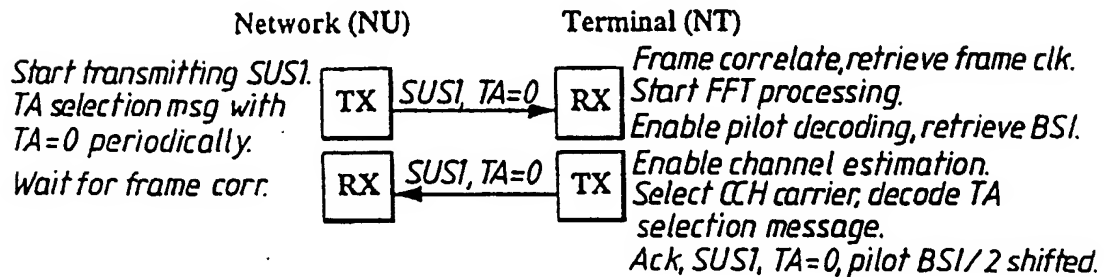 Network (NU)
Terminal (NT)
Start transmitting SUS1.
TA selection msg with
TA=0 periodically.
Wait for frame corr.
TX
SUS1, TA=0
RX
RX
SUS1, TA=0
TX
Frame correlate, retrieve frame clk.
Start FFT processing.
Enable pilot decoding, retrieve BSI.
Enable channel estimation.
Select CCH carrier, decode TA
selection message.
Ack, SUS1, TA=0, pilot BSI/2 shifted.